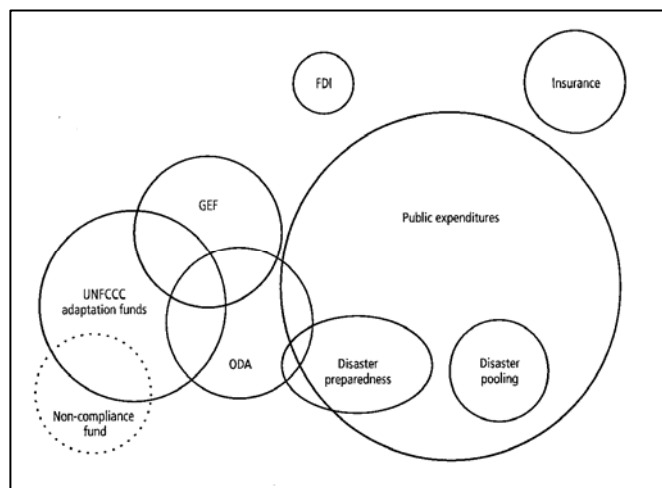 FDI
Insurance
GEF
Public expenditures
UNFCCC
adaptation funds
ODA
Disaster
preparedness
Disaster
pooling
Non-compliance
fund